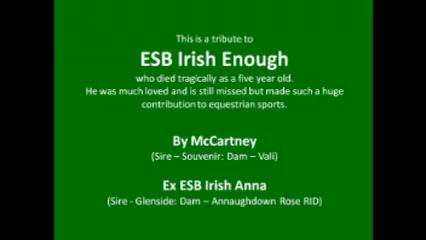 This is a tribute to
ESB Irish Enough
who died tragically as a five year old.
He was much loved and is still missed but made such a huge
contribution to equestrian sports.
By McCartney
(Sire – Souvenir: Dam – Vali)
Ex ESB Irish Anna
(Sire - Glenside: Dam – Annaughdown Rose RID)